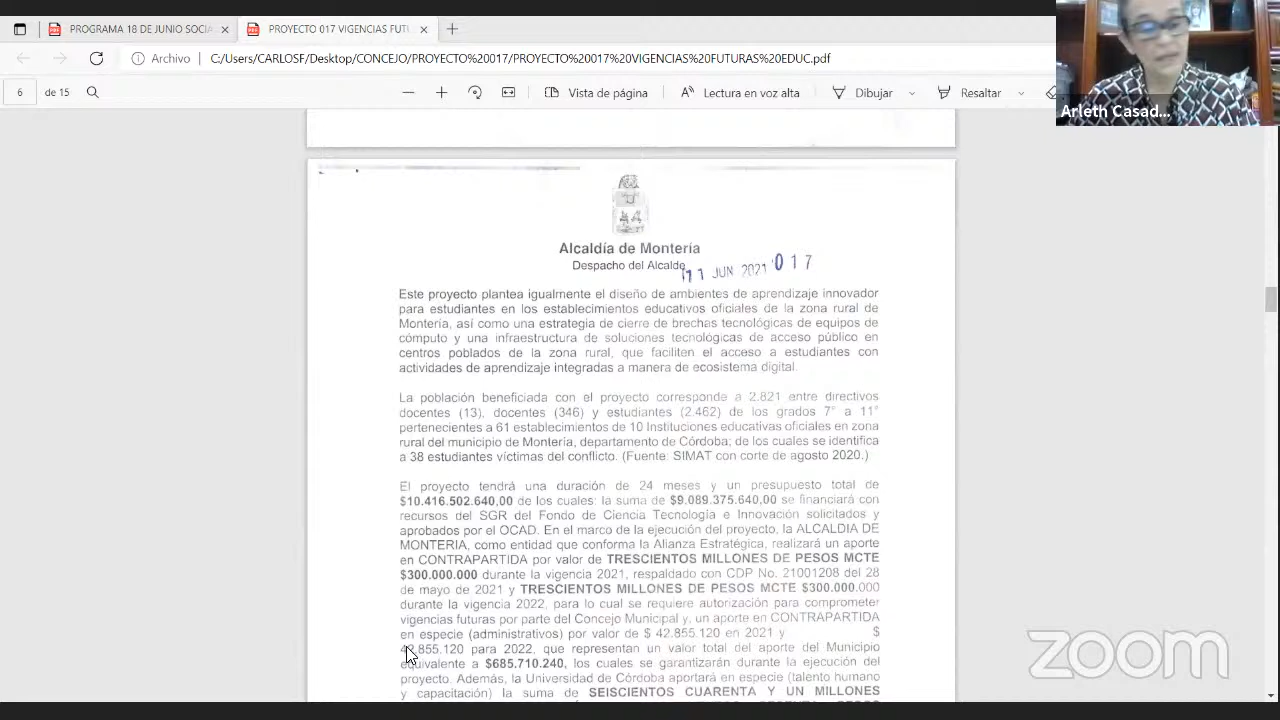 PROGRAMA 18 DE JUNIO SOCIA
PROYECTO 017 VIGENCIAS FUTU
Archivo
C:/Users/CARLOSF/Desktop/CONCEJO/PROYECTO%20017/PROYECTO%20017%20VIGENCIAS%20FUTURAS%20EDUC.pdf
6 de 15
Vista de página
Lectura en voz alta
Dibujar
Resaltar
Arleth Casad...
Alcaldía de Montería
Despacho del Alcalde
11 JUN 2021 017
Este proyecto plantea igualmente el diseño de ambientes de aprendizaje innovador
para estudiantes en los establecimientos educativos oficiales de la zona rural de
Montería, así como una estrategia de cierre de brechas tecnológicas de equipos de
cómputo y una infraestructura de soluciones tecnológicas de acceso público en
centros poblados de la zona rural, que faciliten el acceso a estudiantes con
actividades de aprendizaje integradas a manera de ecosistema digital.
La población beneficiada con el proyecto corresponde a 2.821 entre directivos
docentes (13), docentes (346) y estudiantes (2.462) de los grados 7° a 11°
pertenecientes a 61 establecimientos de 10 Instituciones educativas oficiales en zona
rural del municipio de Montería, departamento de Córdoba; de los cuales se identifica
a 38 estudiantes víctimas del conflicto. (Fuente: SIMAT con corte de agosto 2020.)
El proyecto tendrá una duración de 24 meses y un presupuesto total de
$10.416.502.640,00 de los cuales: la suma de $9.089.375.640,00 se financiará con
recursos del SGR del Fondo de Ciencia Tecnología e Innovación solicitados y
aprobados por el OCAD. En el marco de la ejecución del proyecto, la ALCALDIA DE
MONTERIA, como entidad que conforma la Alianza Estratégica, realizará un aporte
en CONTRAPARTIDA por valor de TRESCIENTOS MILLONES DE PESOS MCTE
$300.000.000 durante la vigencia 2021, respaldado con CDP No. 21001208 del 28
de mayo de 2021 y TRESCIENTOS MILLONES DE PESOS MCTE $300.000.000
durante la vigencia 2022, para lo cual se requiere autorización para comprometer
vigencias futuras por parte del Concejo Municipal y, un aporte en CONTRAPARTIDA
en especie (administrativos) por valor de $ 42.855.120 en 2021 y $
42.855.120 para 2022, que representan un valor total del aporte del Municipio
equivalente a $685.710.240, los cuales se garantizarán durante la ejecución del
proyecto. Además, la Universidad de Córdoba aportará en especie (talento humano
y capacitación) la suma de SEISCIENTOS CUARENTA Y UN MILLONES
zoom